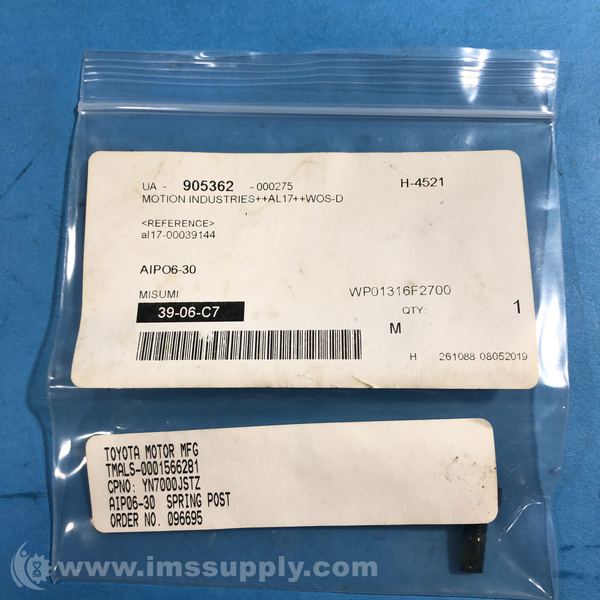 UA - 905362 - 000275 H-4521
MOTION INDUSTRIES++AL17++WOS-D
<REFERENCE>
al17-00039144
AIPO6-30
MISUMI WP01316F2700
39-06-C7 QTY: 1
M
H 261088 08052019
TOYOTA MOTOR MFG
TMALS-0001566281
CPNO: YN7000JSTZ
AIP06-30 SPRING POST
ORDER NO. 096695
www.imssupply.com